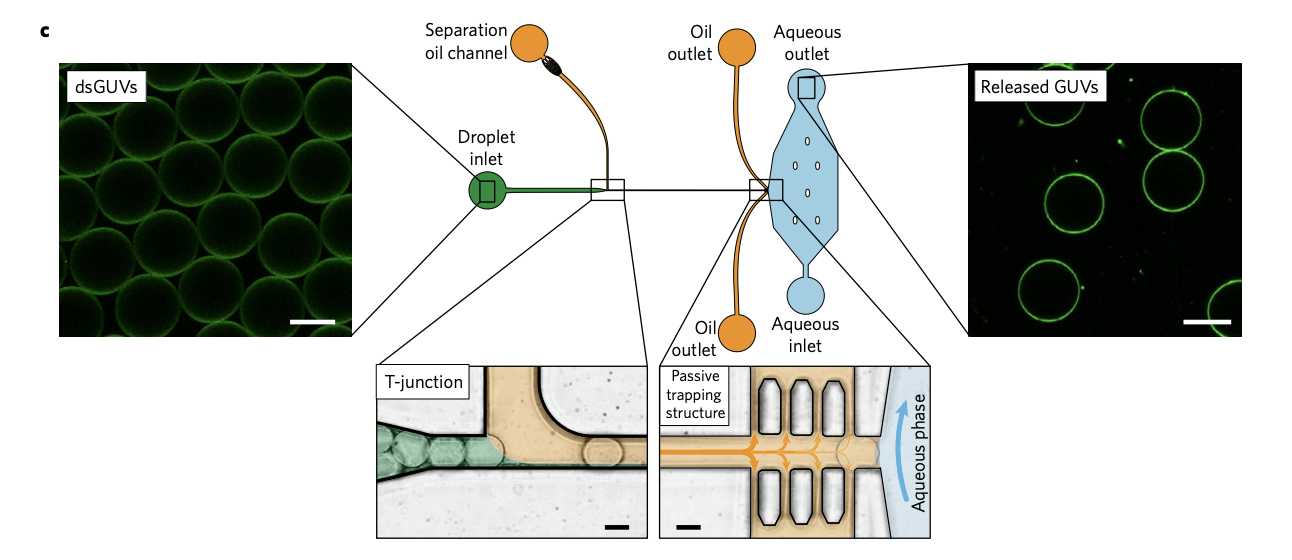 c
Separation
oil channel
Oil
outlet
Aqueous
outlet
dsGUVs
Released GUVs
Droplet
inlet
Oil
outlet
Aqueous
inlet
T-junction
Passive
trapping
structure
Aqueous phase